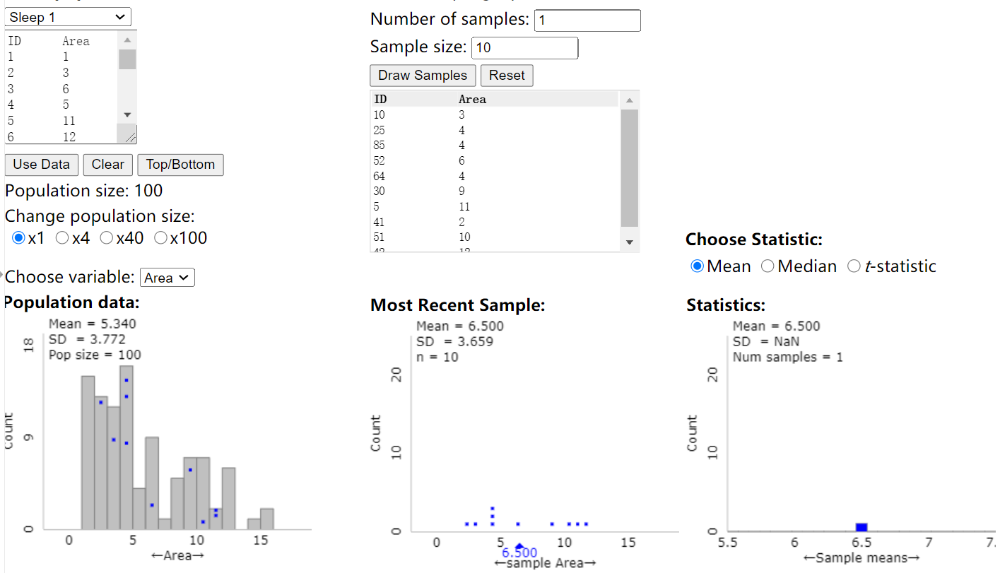 Sleep 1
ID Area
1 1
2 3
3 6
4 5
5 11
6 12
Use Data Clear Top/Bottom
Population size: 100
Change population size:
x1 x4 x40 x100
Choose variable: Area
Population data:
Mean = 5.340
SD = 3.772
Pop size = 100
18
9
0
Count
0 5 10 15
←Area→
Number of samples: 1
Sample size: 10
Draw Samples Reset
ID Area
10 3
25 4
85 4
52 6
64 4
30 9
5 11
41 2
51 10
Most Recent Sample:
Mean = 6.500
SD = 3.659
n = 10
20
10
0
Count
0 5 10 15
6.500
←sample Area→
Choose Statistic:
Mean Median t-statistic
Statistics:
Mean = 6.500
SD = NaN
Num samples = 1
20
10
0
Count
5.5 6 6.5 7
←Sample means→